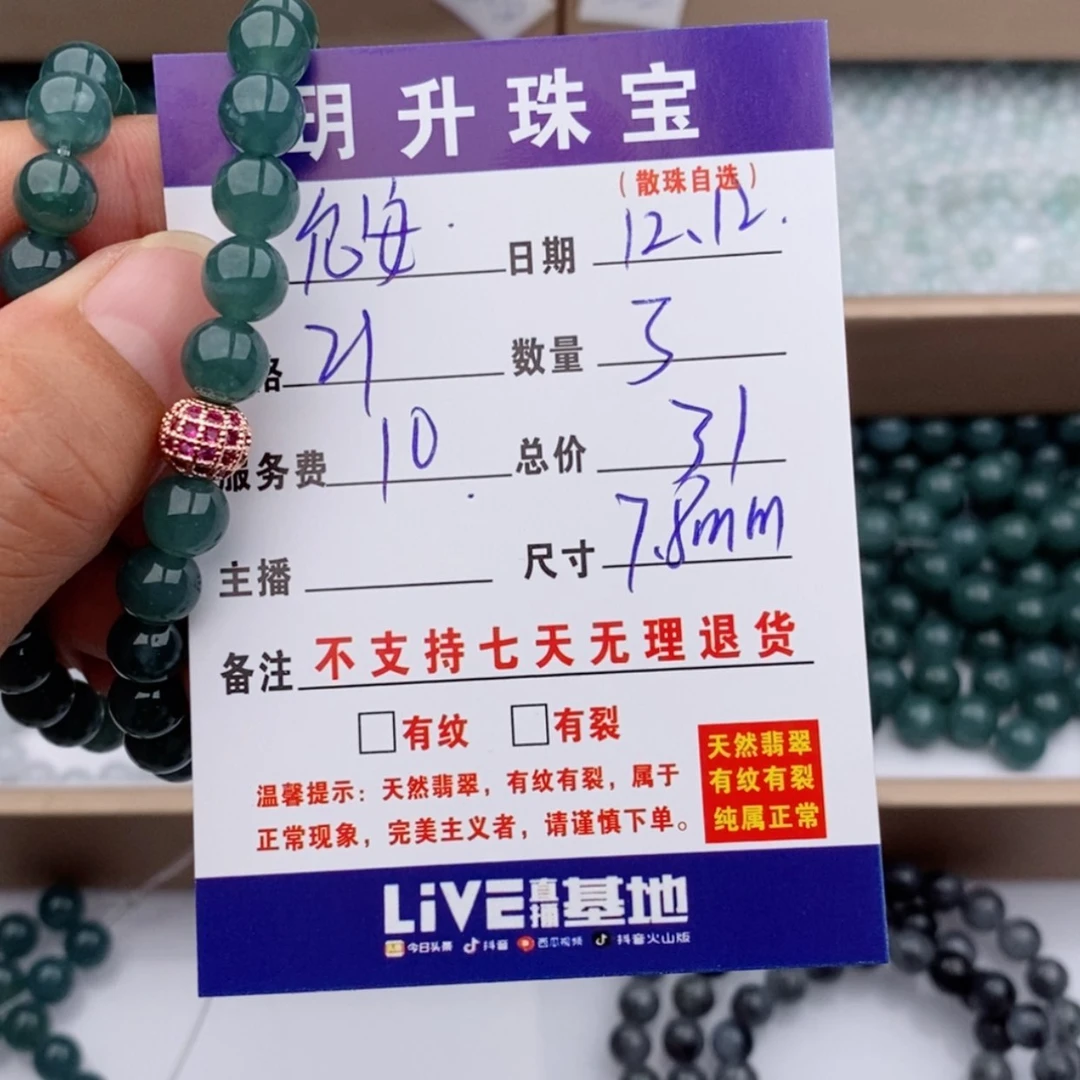 玥升珠宝
（散珠自选）
日期 12.12.
格 21 数量 3
服务费 10 总价 31
主播 尺寸 7.8mm
备注 不支持七天无理退货
有纹 有裂
温馨提示：天然翡翠，有纹有裂，属于
正常现象，完美主义者，请谨慎下单。
天然翡翠
有纹有裂
纯属正常
LiVE直播基地
今日头条 抖音 西瓜视频 抖音火山版